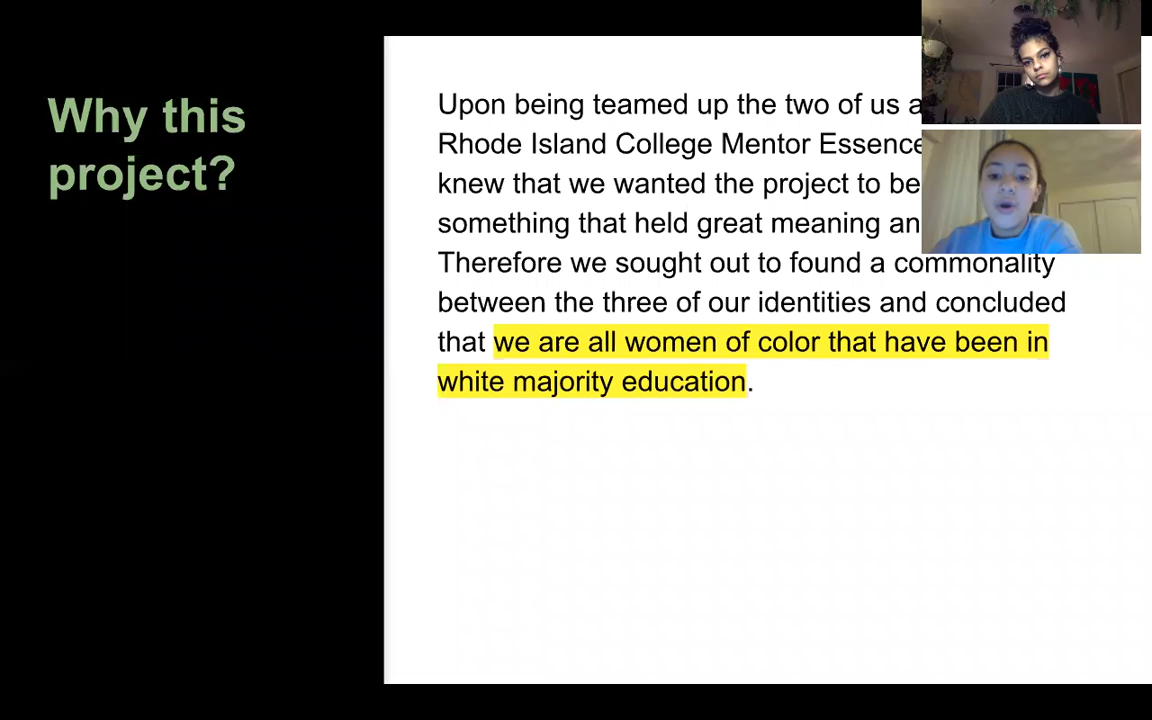 Why this
project?
Upon being teamed up the two of us a
Rhode Island College Mentor Essence
knew that we wanted the project to be
something that held great meaning an
Therefore we sought out to found a commonality
between the three of our identities and concluded
that we are all women of color that have been in
white majority education.